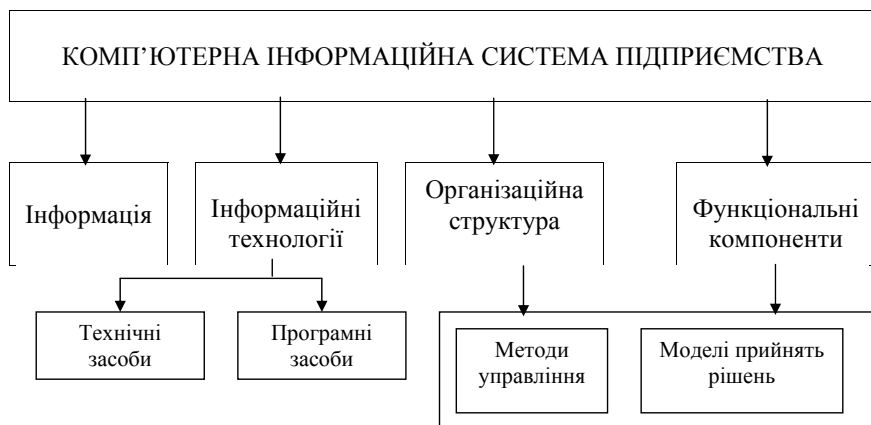 КОМП’ЮТЕРНА ІНФОРМАЦІЙНА СИСТЕМА ПІДПРИЄМСТВА
Інформація
Інформаційні
технології
Організаційна
структура
Функціональні
компоненти
Технічні
засоби
Програмні
засоби
Методи
управління
Моделі прийнять
рішень